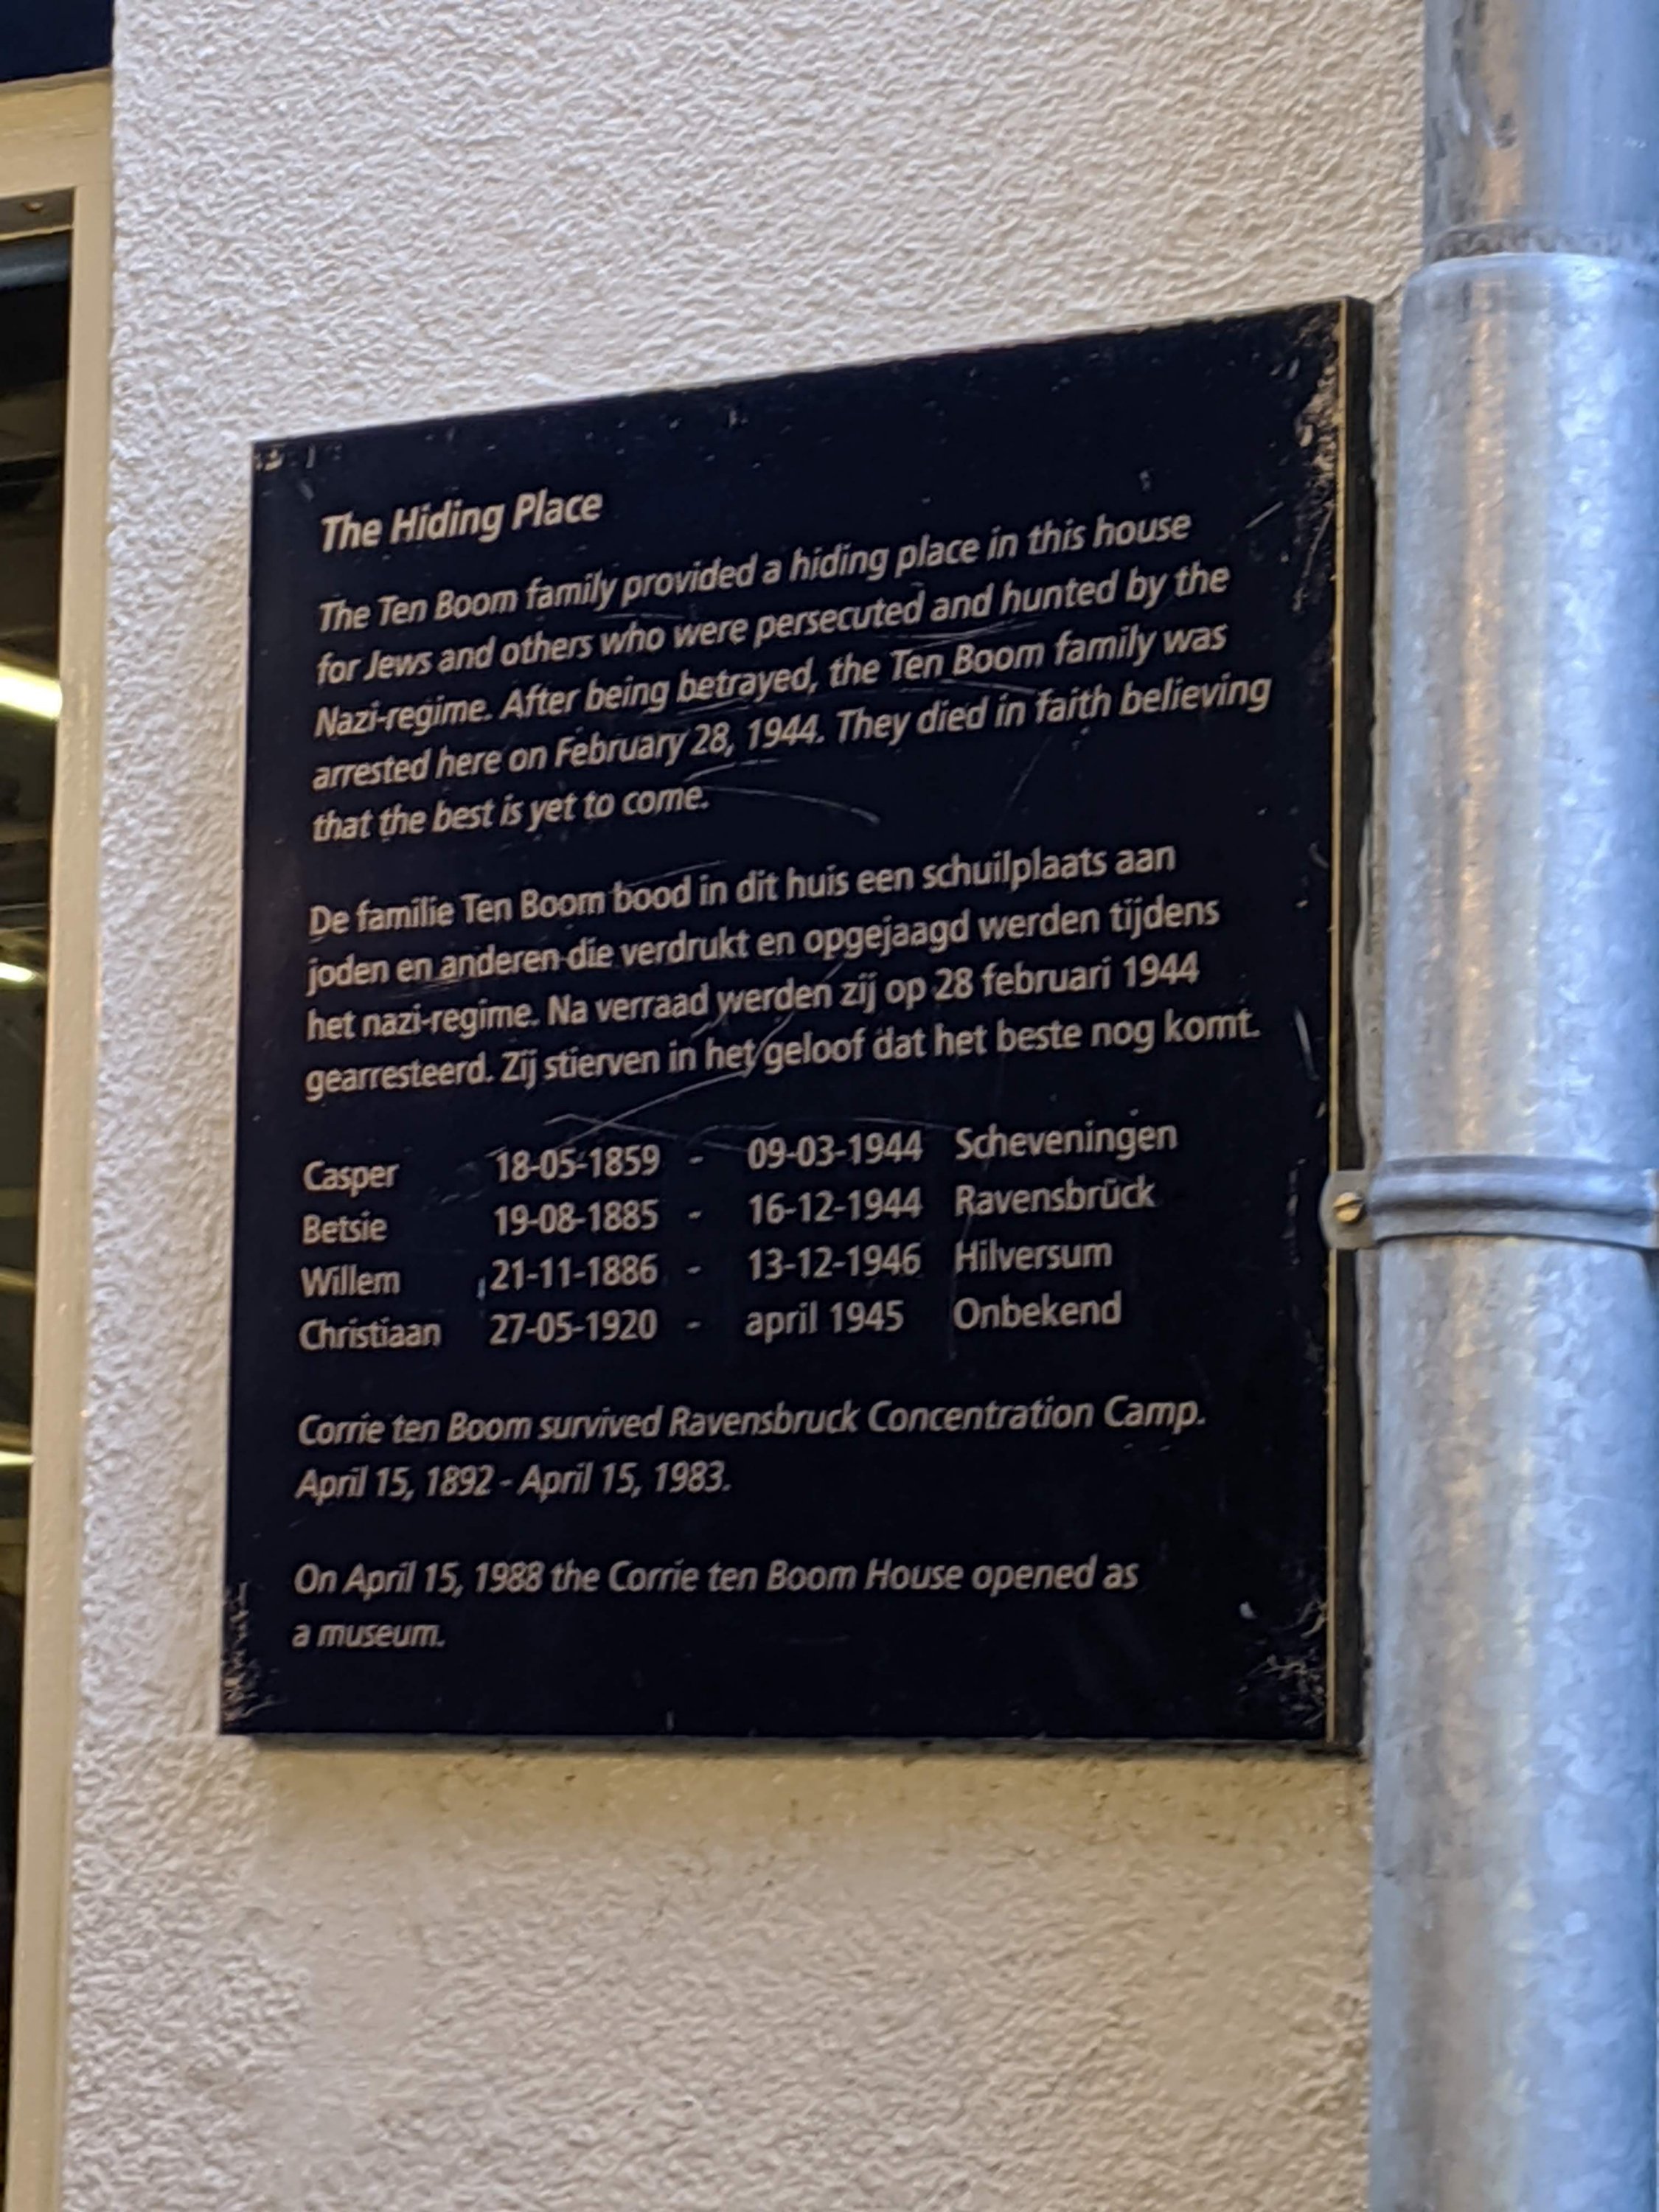 The Hiding Place
The Ten Boom family provided a hiding place in this house
for Jews and others who were persecuted and hunted by the
Nazi-regime. After being betrayed, the Ten Boom family was
arrested here on February 28, 1944. They died in faith believing
that the best is yet to come.
De familie Ten Boom bood in dit huis een schuilplaats aan
joden en anderen die verdrukt en opgejaagd werden tijdens
het nazi-regime. Na verraad werden zij op 28 februari 1944
gearresteerd. Zij stierven in het geloof dat het beste nog komt.
Casper 18-05-1859 - 09-03-1944 Scheveningen
Betsie 19-08-1885 - 16-12-1944 Ravensbrück
Willem 21-11-1886 - 13-12-1946 Hilversum
Christiaan 27-05-1920 - april 1945 Onbekend
Corrie ten Boom survived Ravensbruck Concentration Camp.
April 15, 1892 - April 15, 1983.
On April 15, 1988 the Corrie ten Boom House opened as
a museum.